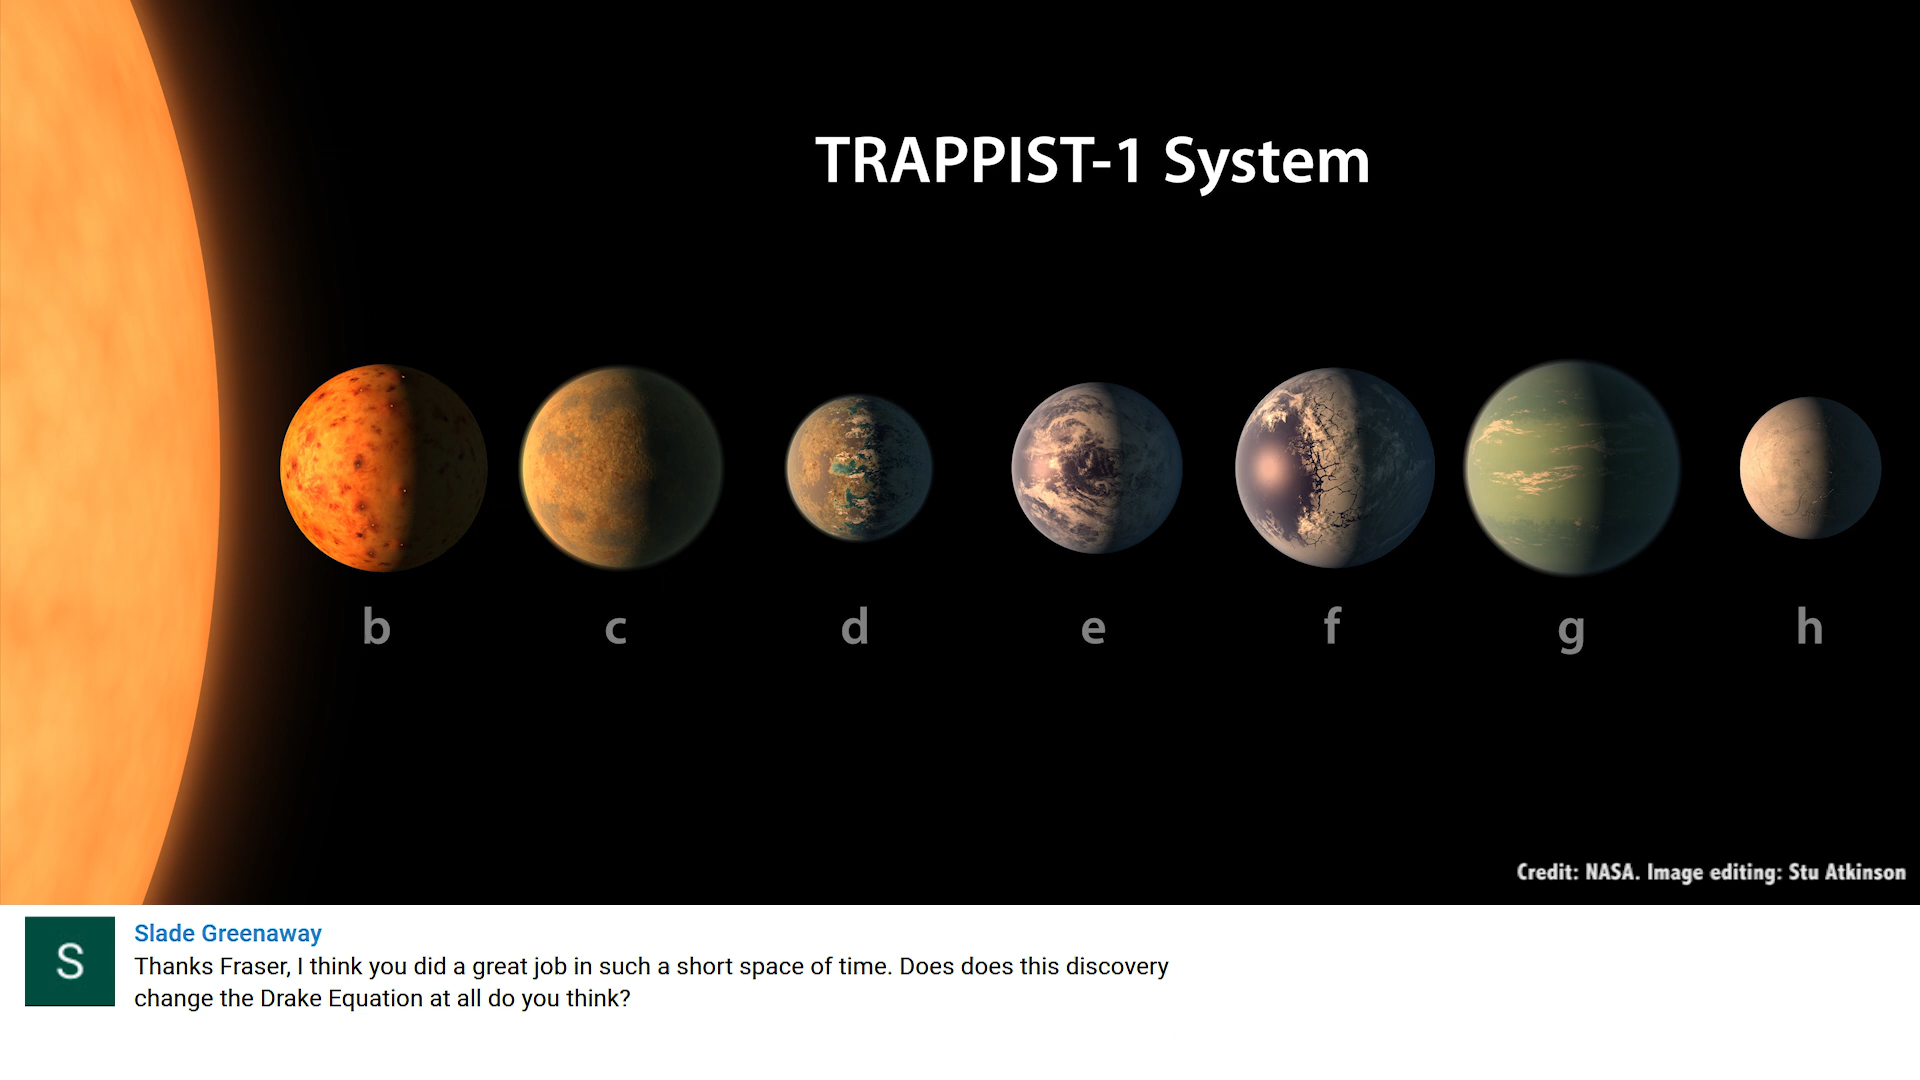 TRAPPIST-1 System
b c d e f g h
Credit: NASA. Image editing: Stu Atkinson
S
Slade Greenaway
Thanks Fraser, I think you did a great job in such a short space of time. Does does this discovery
change the Drake Equation at all do you think?